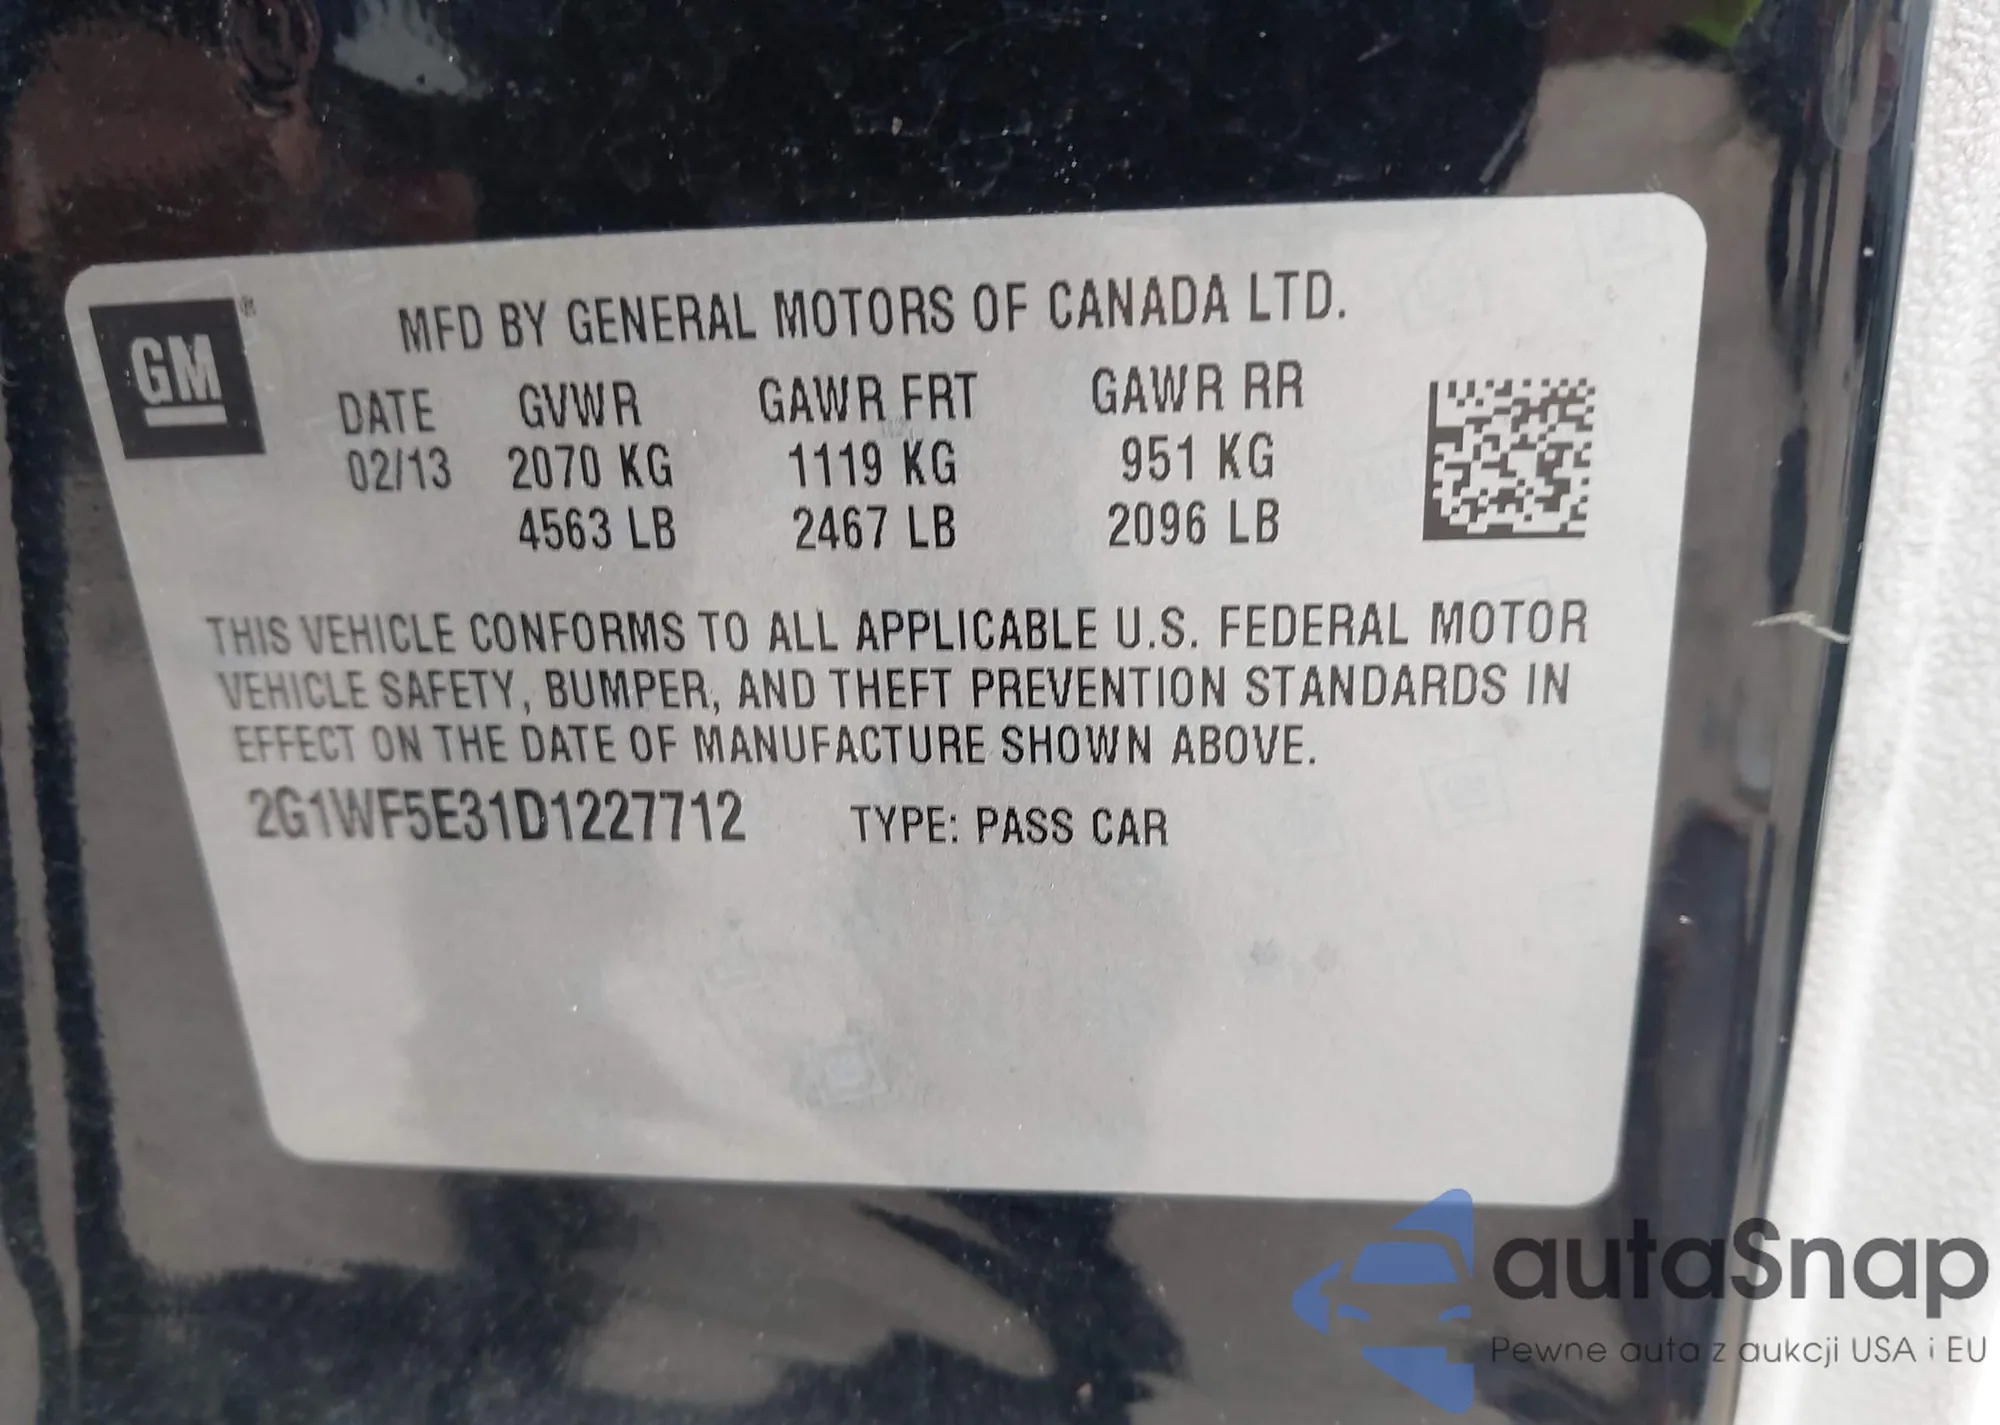 GM
MFD BY GENERAL MOTORS OF CANADA LTD.
DATE GVWR GAWR FRT GAWR RR
02/13 2070 KG 1119 KG 951 KG
4563 LB 2467 LB 2096 LB
THIS VEHICLE CONFORMS TO ALL APPLICABLE U.S. FEDERAL MOTOR
VEHICLE SAFETY, BUMPER, AND THEFT PREVENTION STANDARDS IN
EFFECT ON THE DATE OF MANUFACTURE SHOWN ABOVE.
2G1WF5E31D1227712 TYPE: PASS CAR
autaSnap
Pewne auta z aukcji USA i EU